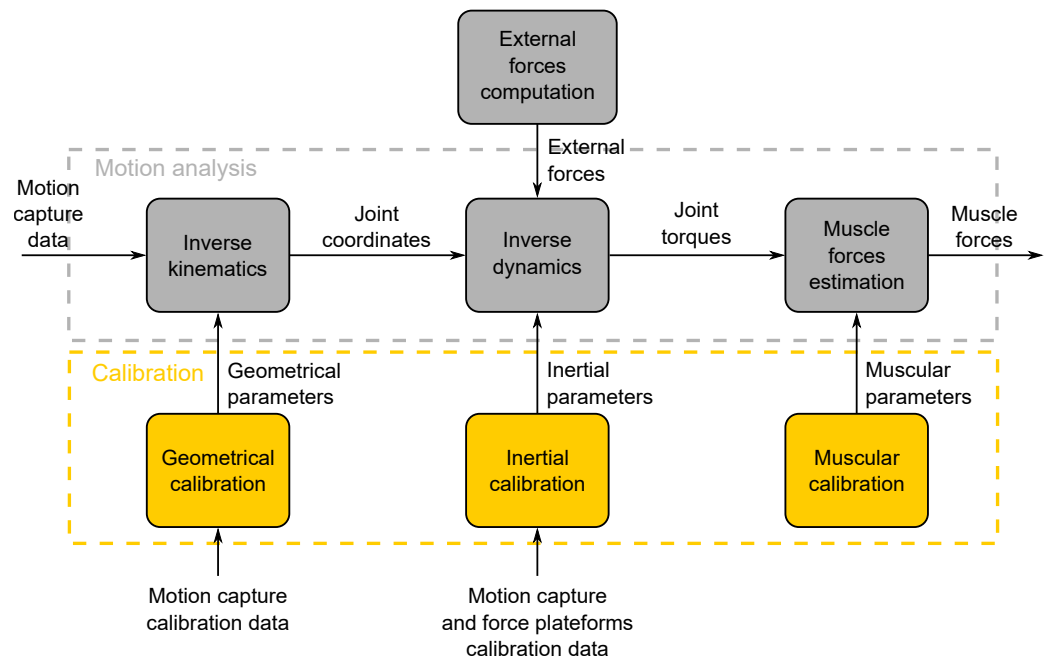 External
forces
computation
External
forces
Motion analysis
Motion
capture
data
Inverse
kinematics
Joint
coordinates
Inverse
dynamics
Joint
torques
Muscle
forces
estimation
Muscle
forces
Calibration
Geometrical
parameters
Inertial
parameters
Muscular
parameters
Geometrical
calibration
Inertial
calibration
Muscular
calibration
Motion capture
calibration data
Motion capture
and force plateforms
calibration data